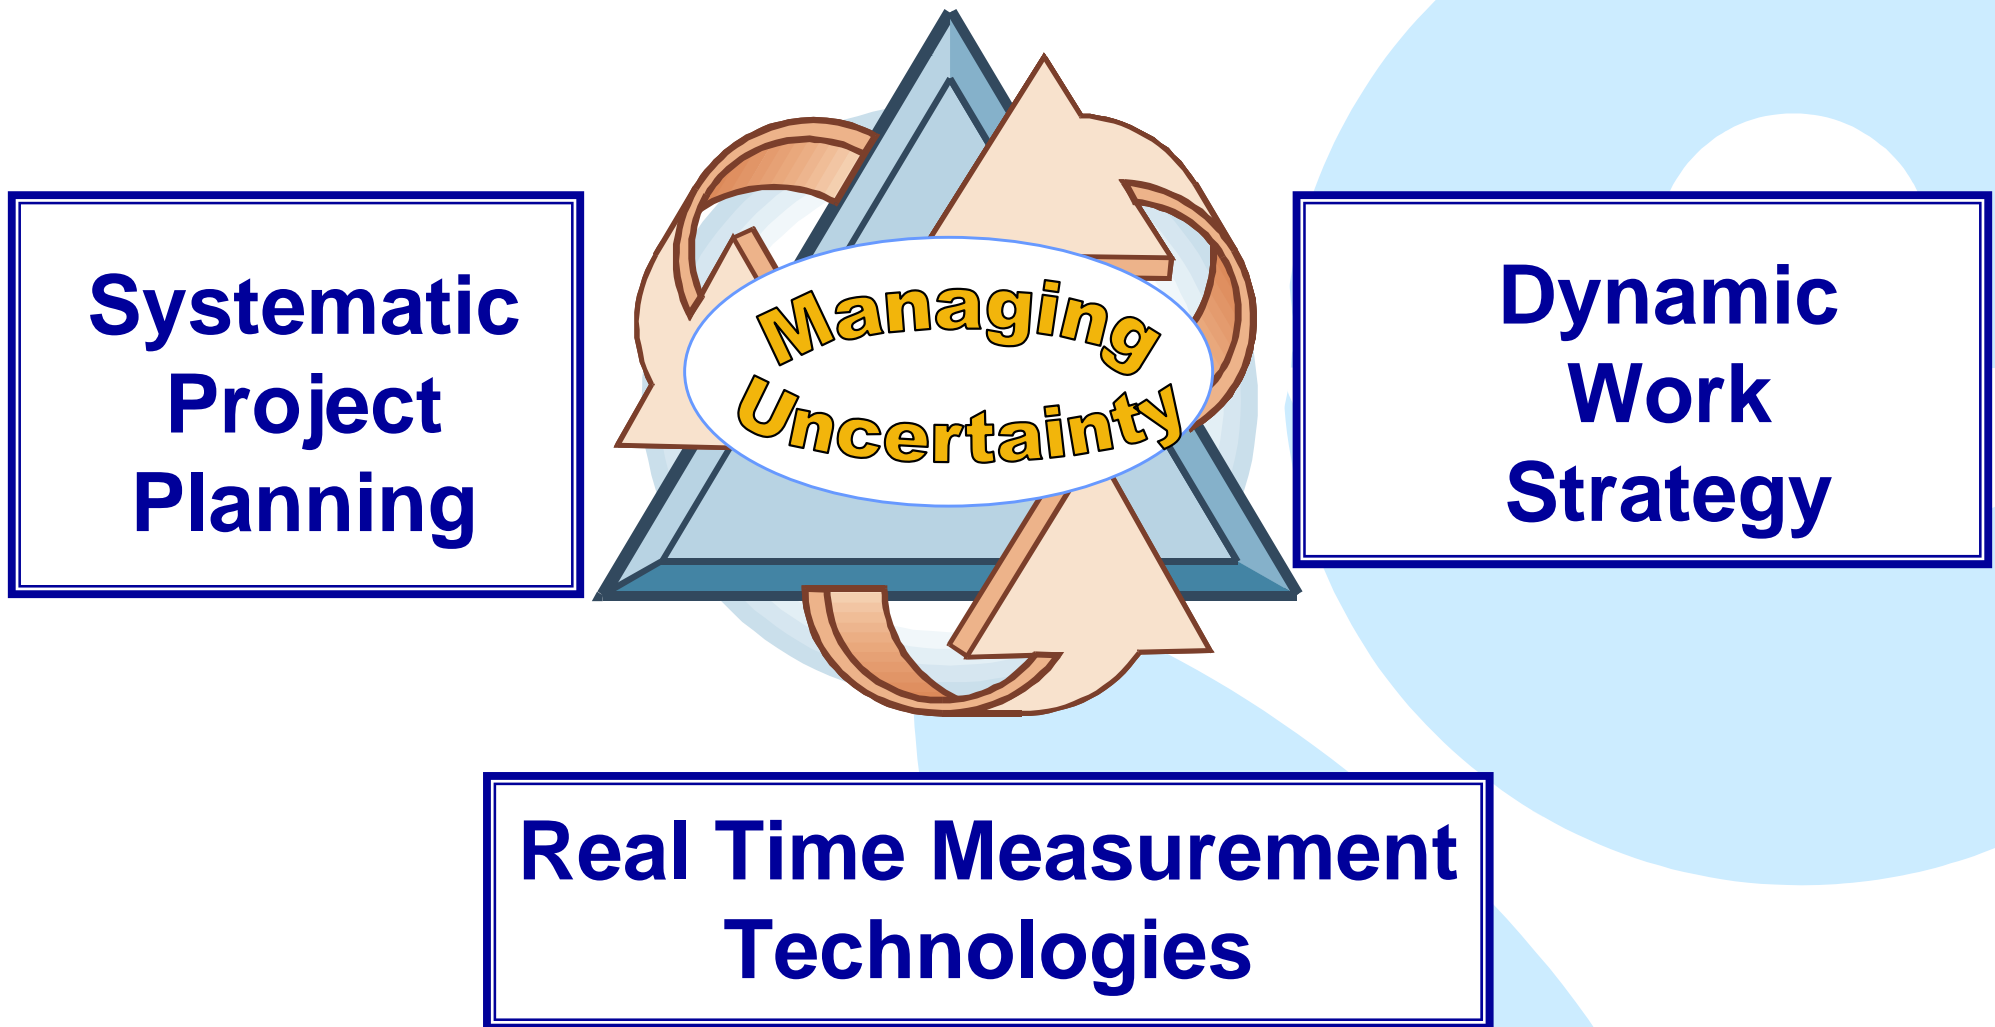 Managing
Uncertainty
Systematic
Project
Planning
Dynamic
Work
Strategy
Real Time Measurement
Technologies